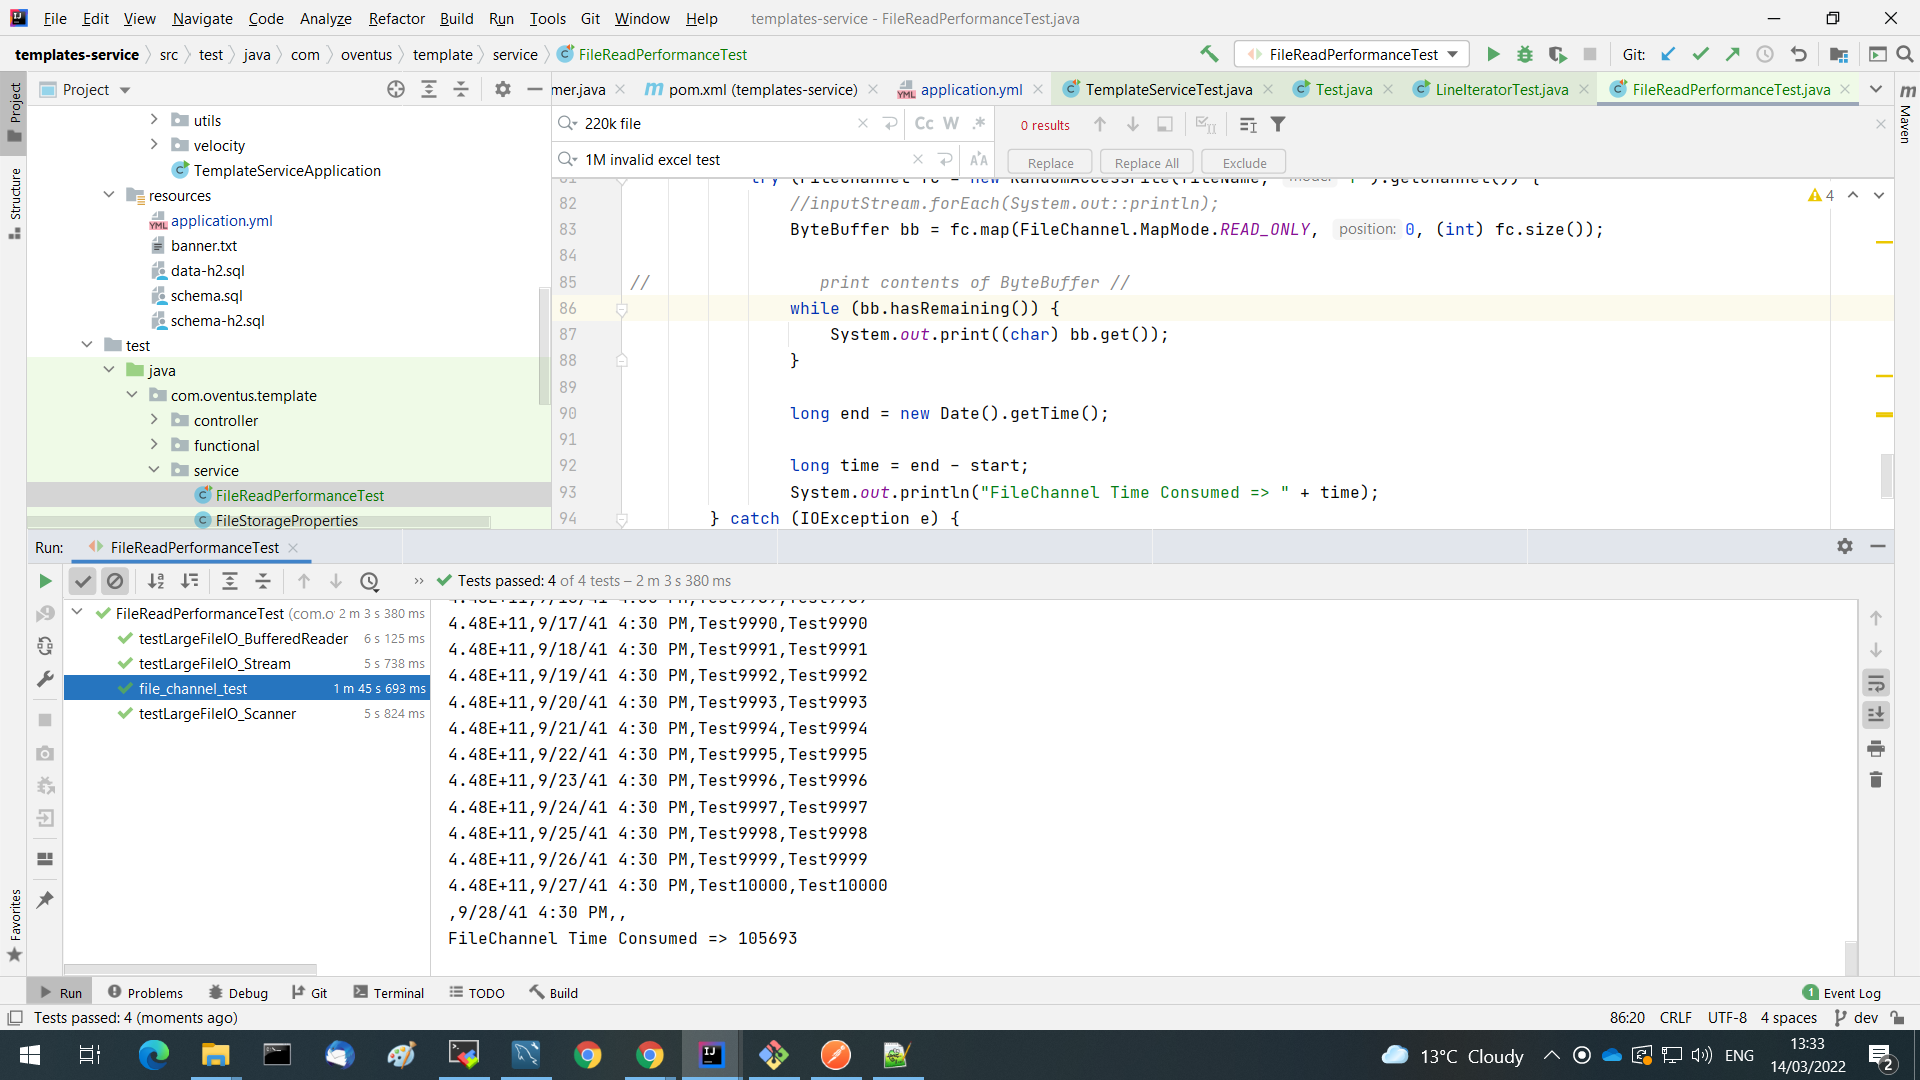 File Edit View Navigate Code Analyze Refactor Build Run Tools Git Window Help templates-service - FileReadPerformanceTest.java
templates-service src test java com oventus template service FileReadPerformanceTest
FileReadPerformanceTest Git:
Project
mer.java pom.xml (templates-service) application.yml TemplateServiceTest.java Test.java LineIteratorTest.java FileReadPerformanceTest.java
220k file Cc W .* 0 results
1M invalid excel test Replace Replace All Exclude
Project
Structure
Favorites
Maven
utils
velocity
TemplateServiceApplication
resources
application.yml
banner.txt
data-h2.sql
schema.sql
schema-h2.sql
test
java
com.oventus.template
controller
functional
service
FileReadPerformanceTest
FileStorageProperties
4
81 try (FileChannel fc = new RandomAccessFile(fileName, mode: "r").getChannel()) {
82 //inputStream.forEach(System.out::println);
83 ByteBuffer bb = fc.map(FileChannel.MapMode.READ_ONLY, position: 0, (int) fc.size());
84
85 // print contents of ByteBuffer //
86 while (bb.hasRemaining()) {
87 System.out.print((char) bb.get());
88 }
89
90 long end = new Date().getTime();
91
92 long time = end - start;
93 System.out.println("FileChannel Time Consumed => " + time);
94 } catch (IOException e) {
Run: FileReadPerformanceTest
Tests passed: 4 of 4 tests – 2 m 3 s 380 ms
FileReadPerformanceTest (com.o 2 m 3 s 380 ms
testLargeFileIO_BufferedReader 6 s 125 ms
testLargeFileIO_Stream 5 s 738 ms
file_channel_test 1 m 45 s 693 ms
testLargeFileIO_Scanner 5 s 824 ms
4.48E+11,9/16/41 4:30 PM,Test9989,Test9989
4.48E+11,9/17/41 4:30 PM,Test9990,Test9990
4.48E+11,9/18/41 4:30 PM,Test9991,Test9991
4.48E+11,9/19/41 4:30 PM,Test9992,Test9992
4.48E+11,9/20/41 4:30 PM,Test9993,Test9993
4.48E+11,9/21/41 4:30 PM,Test9994,Test9994
4.48E+11,9/22/41 4:30 PM,Test9995,Test9995
4.48E+11,9/23/41 4:30 PM,Test9996,Test9996
4.48E+11,9/24/41 4:30 PM,Test9997,Test9997
4.48E+11,9/25/41 4:30 PM,Test9998,Test9998
4.48E+11,9/26/41 4:30 PM,Test9999,Test9999
4.48E+11,9/27/41 4:30 PM,Test10000,Test10000
,9/28/41 4:30 PM,,
FileChannel Time Consumed => 105693
Run Problems Debug Git Terminal TODO Build 1 Event Log
Tests passed: 4 (moments ago) 86:20 CRLF UTF-8 4 spaces dev
13°C Cloudy ENG
13:33
14/03/2022
2